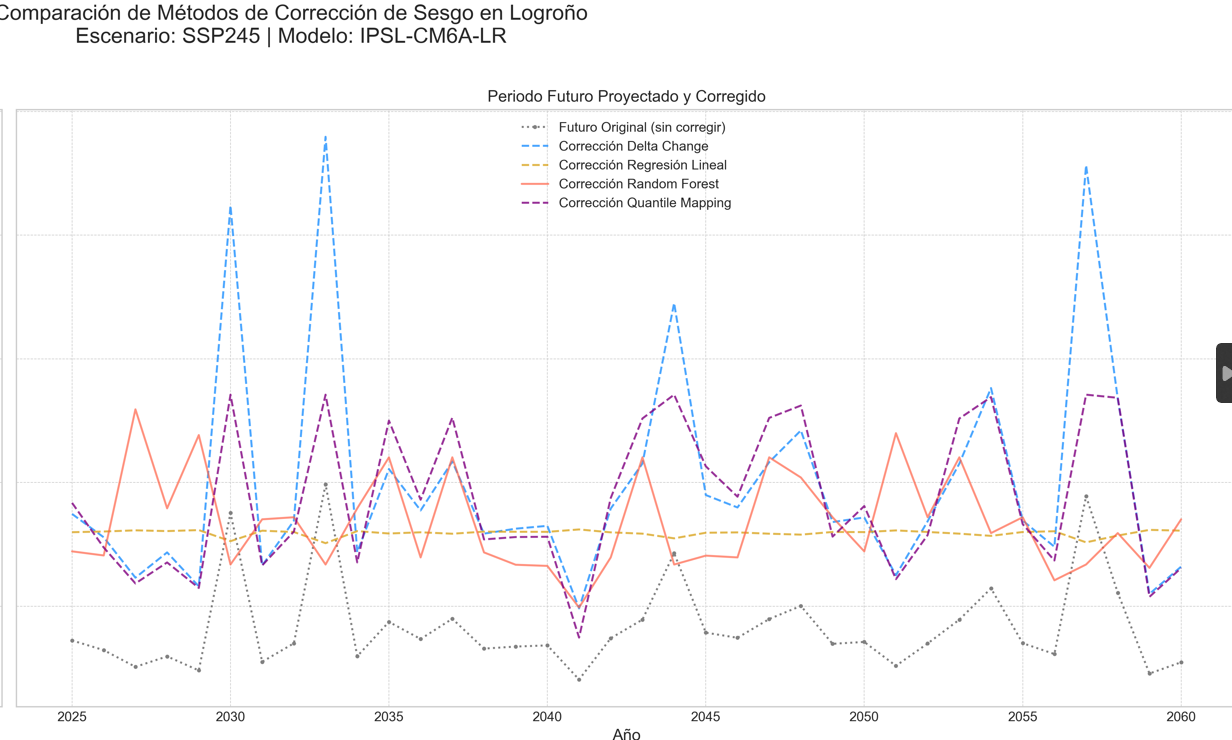 Comparación de Métodos de Corrección de Sesgo en Logroño
Escenario: SSP245 | Modelo: IPSL-CM6A-LR
Periodo Futuro Proyectado y Corregido
Futuro Original (sin corregir)
Corrección Delta Change
Corrección Regresión Lineal
Corrección Random Forest
Corrección Quantile Mapping
2025 2030 2035 2040 2045 2050 2055 2060
Año